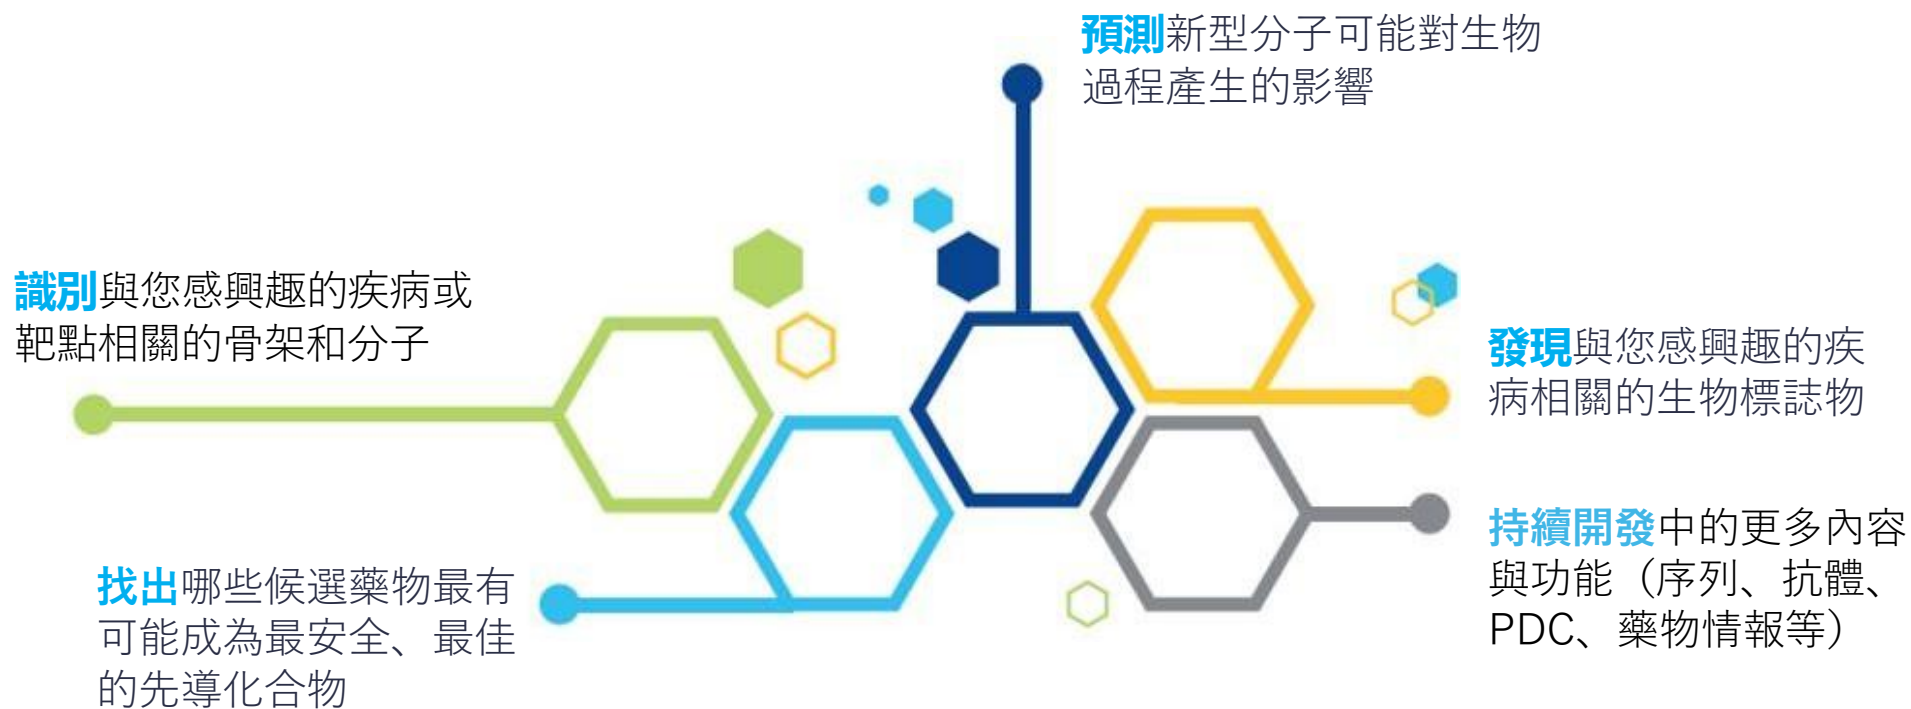 預測新型分子可能對生物
過程產生的影響
識別與您感興趣的疾病或
靶點相關的骨架和分子
發現與您感興趣的疾
病相關的生物標誌物
找出哪些候選藥物最有
可能成為最安全、最佳
的先導化合物
持續開發中的更多內容
與功能（序列、抗體、
PDC、藥物情報等）